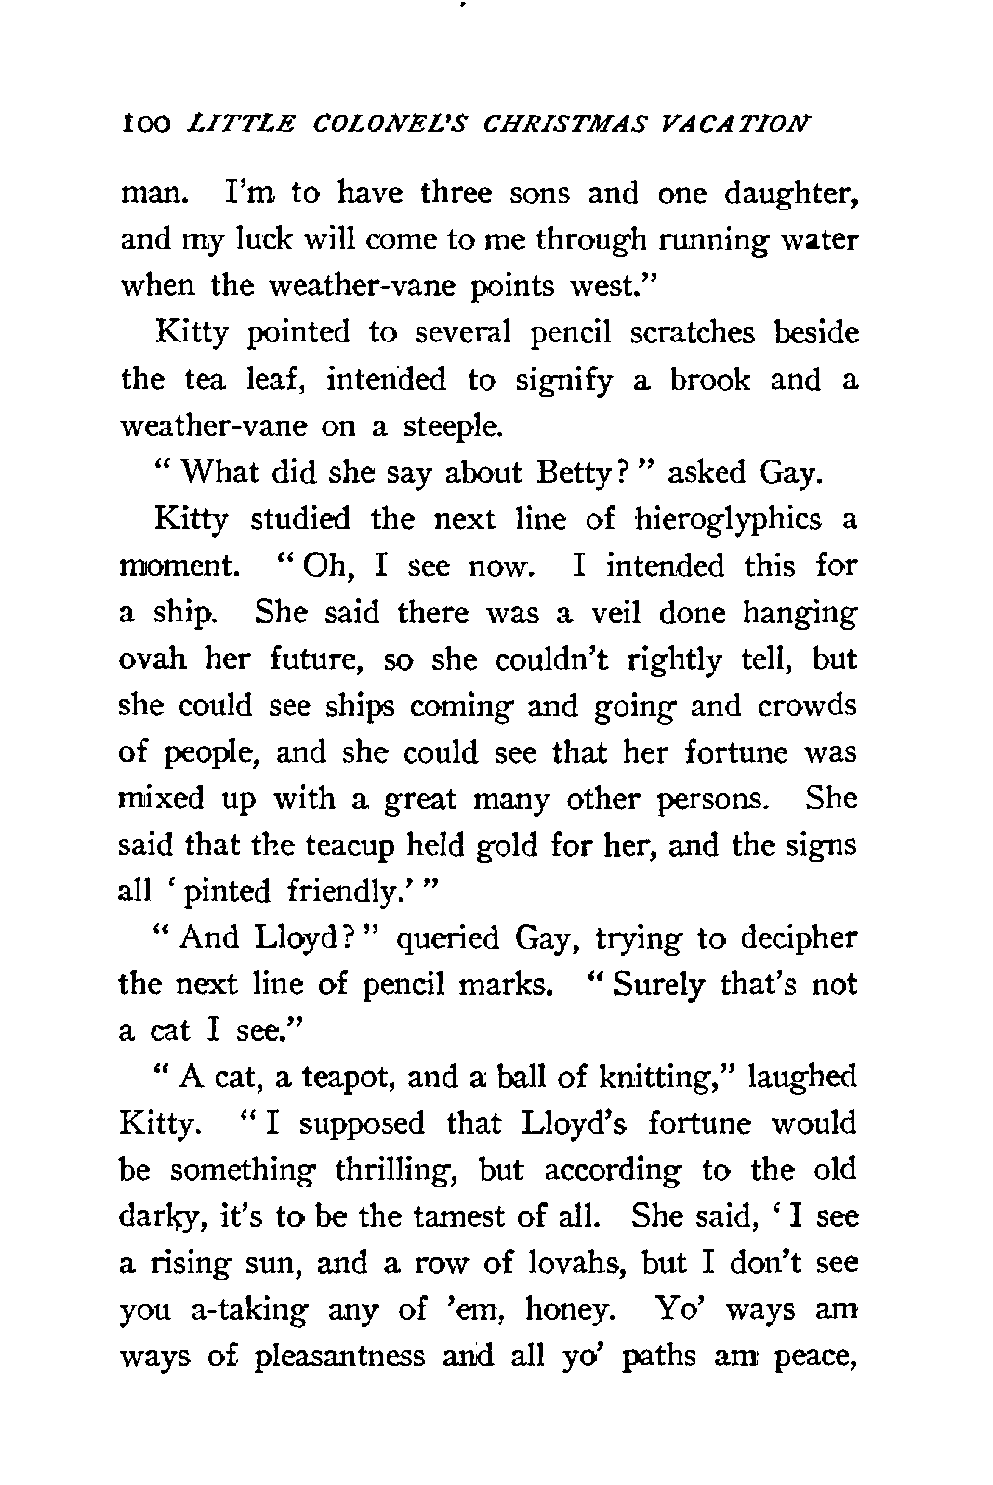 100 LITTLE COLONEL'S CHRISTMAS VACATION
man. I'm to have three sons and one daughter,
and my luck will come to me through running water
when the weather-vane points west."
Kitty pointed to several pencil scratches beside
the tea leaf, intended to signify a brook and a
weather-vane on a steeple.
" What did she say about Betty? " asked Gay.
Kitty studied the next line of hieroglyphics a
moment. " Oh, I see now. I intended this for
a ship. She said there was a veil done hanging
ovah her future, so she couldn't rightly tell, but
she could see ships coming and going and crowds
of people, and she could see that her fortune was
mixed up with a great many other persons. She
said that the teacup held gold for her, and the signs
all ' pinted friendly.' "
" And Lloyd? " queried Gay, trying to decipher
the next line of pencil marks. " Surely that's not
a cat I see."
" A cat, a teapot, and a ball of knitting," laughed
Kitty. " I supposed that Lloyd's fortune would
be something thrilling, but according to the old
darky, it's to be the tamest of all. She said, ' I see
a rising sun, and a row of lovahs, but I don't see
you a-taking any of 'em, honey. Yo' ways am
ways of pleasantness and all yo' paths am peace,